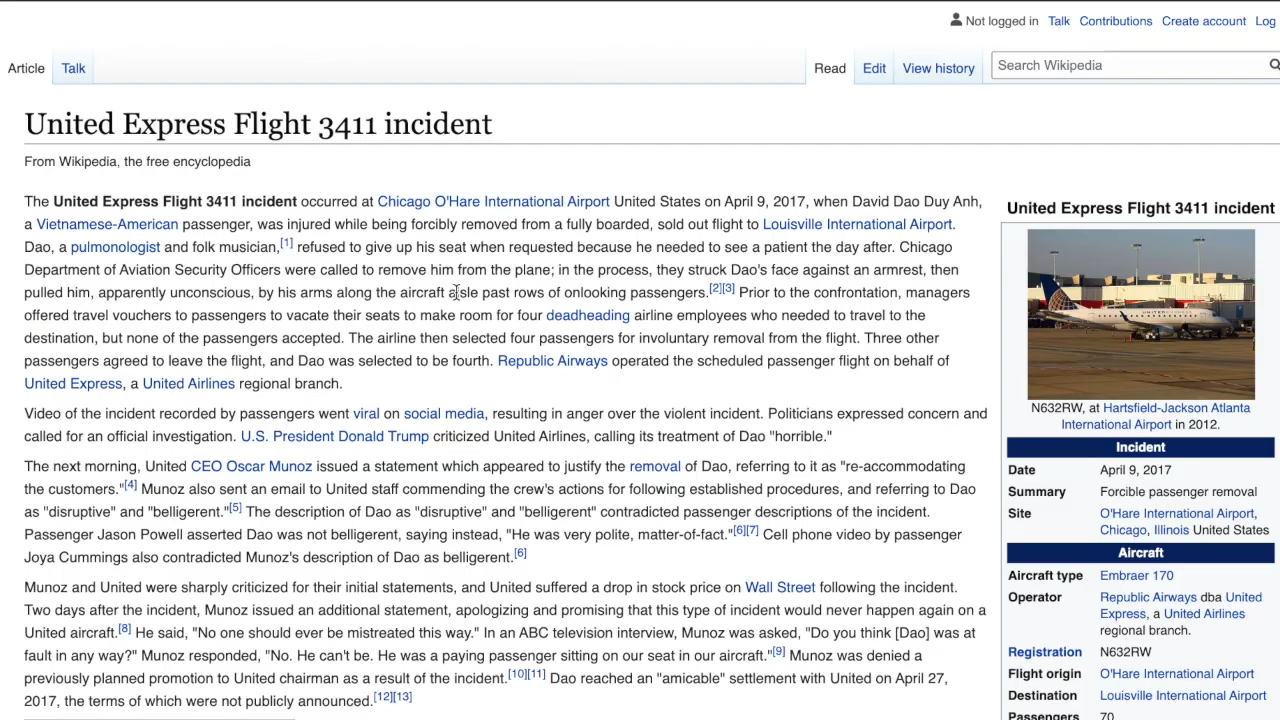 Not logged in Talk Contributions Create account Log
Article Talk Read Edit View history Search Wikipedia
United Express Flight 3411 incident
From Wikipedia, the free encyclopedia
The United Express Flight 3411 incident occurred at Chicago O'Hare International Airport United States on April 9, 2017, when David Dao Duy Anh,
a Vietnamese-American passenger, was injured while being forcibly removed from a fully boarded, sold out flight to Louisville International Airport.
Dao, a pulmonologist and folk musician,[1] refused to give up his seat when requested because he needed to see a patient the day after. Chicago
Department of Aviation Security Officers were called to remove him from the plane; in the process, they struck Dao's face against an armrest, then
pulled him, apparently unconscious, by his arms along the aircraft aisle past rows of onlooking passengers.[2][3] Prior to the confrontation, managers
offered travel vouchers to passengers to vacate their seats to make room for four deadheading airline employees who needed to travel to the
destination, but none of the passengers accepted. The airline then selected four passengers for involuntary removal from the flight. Three other
passengers agreed to leave the flight, and Dao was selected to be fourth. Republic Airways operated the scheduled passenger flight on behalf of
United Express, a United Airlines regional branch.
Video of the incident recorded by passengers went viral on social media, resulting in anger over the violent incident. Politicians expressed concern and
called for an official investigation. U.S. President Donald Trump criticized United Airlines, calling its treatment of Dao "horrible."
The next morning, United CEO Oscar Munoz issued a statement which appeared to justify the removal of Dao, referring to it as "re-accommodating
the customers."[4] Munoz also sent an email to United staff commending the crew's actions for following established procedures, and referring to Dao
as "disruptive" and "belligerent."[5] The description of Dao as "disruptive" and "belligerent" contradicted passenger descriptions of the incident.
Passenger Jason Powell asserted Dao was not belligerent, saying instead, "He was very polite, matter-of-fact."[6][7] Cell phone video by passenger
Joya Cummings also contradicted Munoz's description of Dao as belligerent.[6]
Munoz and United were sharply criticized for their initial statements, and United suffered a drop in stock price on Wall Street following the incident.
Two days after the incident, Munoz issued an additional statement, apologizing and promising that this type of incident would never happen again on a
United aircraft.[8] He said, "No one should ever be mistreated this way." In an ABC television interview, Munoz was asked, "Do you think [Dao] was at
fault in any way?" Munoz responded, "No. He can't be. He was a paying passenger sitting on our seat in our aircraft."[9] Munoz was denied a
previously planned promotion to United chairman as a result of the incident.[10][11] Dao reached an "amicable" settlement with United on April 27,
2017, the terms of which were not publicly announced.[12][13]
United Express Flight 3411 incident
N632RW, at Hartsfield-Jackson Atlanta
International Airport in 2012.
Incident
Date April 9, 2017
Summary Forcible passenger removal
Site O'Hare International Airport,
Chicago, Illinois United States
Aircraft
Aircraft type Embraer 170
Operator Republic Airways dba United
Express, a United Airlines
regional branch.
Registration N632RW
Flight origin O'Hare International Airport
Destination Louisville International Airport
Passengers 70